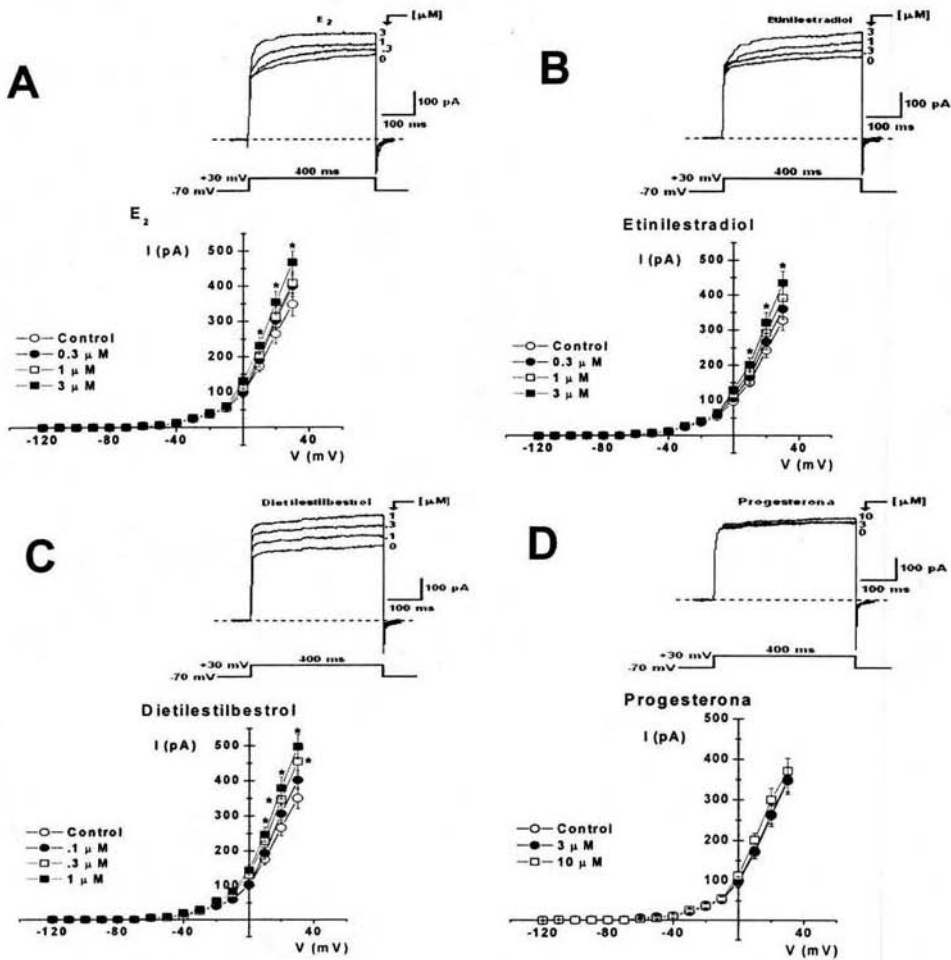 A
E₂
[µM]
3
1
.3
0
100 pA
100 ms
400 ms
+30 mV
-70 mV
E₂
I (pA)
500
400
300
200
100
Control
0.3 µM
1 µM
3 µM
-120
-80
-40
40
V (mV)
B
Etinilestradiol
[µM]
3
1
.3
0
100 pA
100 ms
400 ms
+30 mV
-70 mV
Etinilestradiol
I (pA)
500
400
300
200
100
Control
0.3 µM
1 µM
3 µM
-120
-80
-40
40
V (mV)
C
Dietilestilbestrol
[µM]
1
.3
.1
0
100 pA
100 ms
400 ms
+30 mV
-70 mV
Dietilestilbestrol
I (pA)
500
400
300
200
100
Control
.1 µM
.3 µM
1 µM
-120
-80
-40
40
V (mV)
D
Progesterona
[µM]
10
3
0
100 pA
100 ms
400 ms
+30 mV
-70 mV
Progesterona
I (pA)
500
400
300
200
100
Control
3 µM
10 µM
-120
-80
-40
40
V (mV)